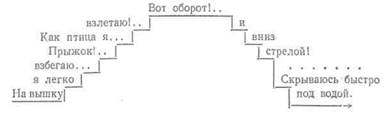 На вышку
я легко
взбегаю...
Прыжок!..
Как птица я...
взлетаю!..
Вот оборот!..
и
вниз
стрелой!
. . . . . . .
Скрываюсь быстро
под водой.